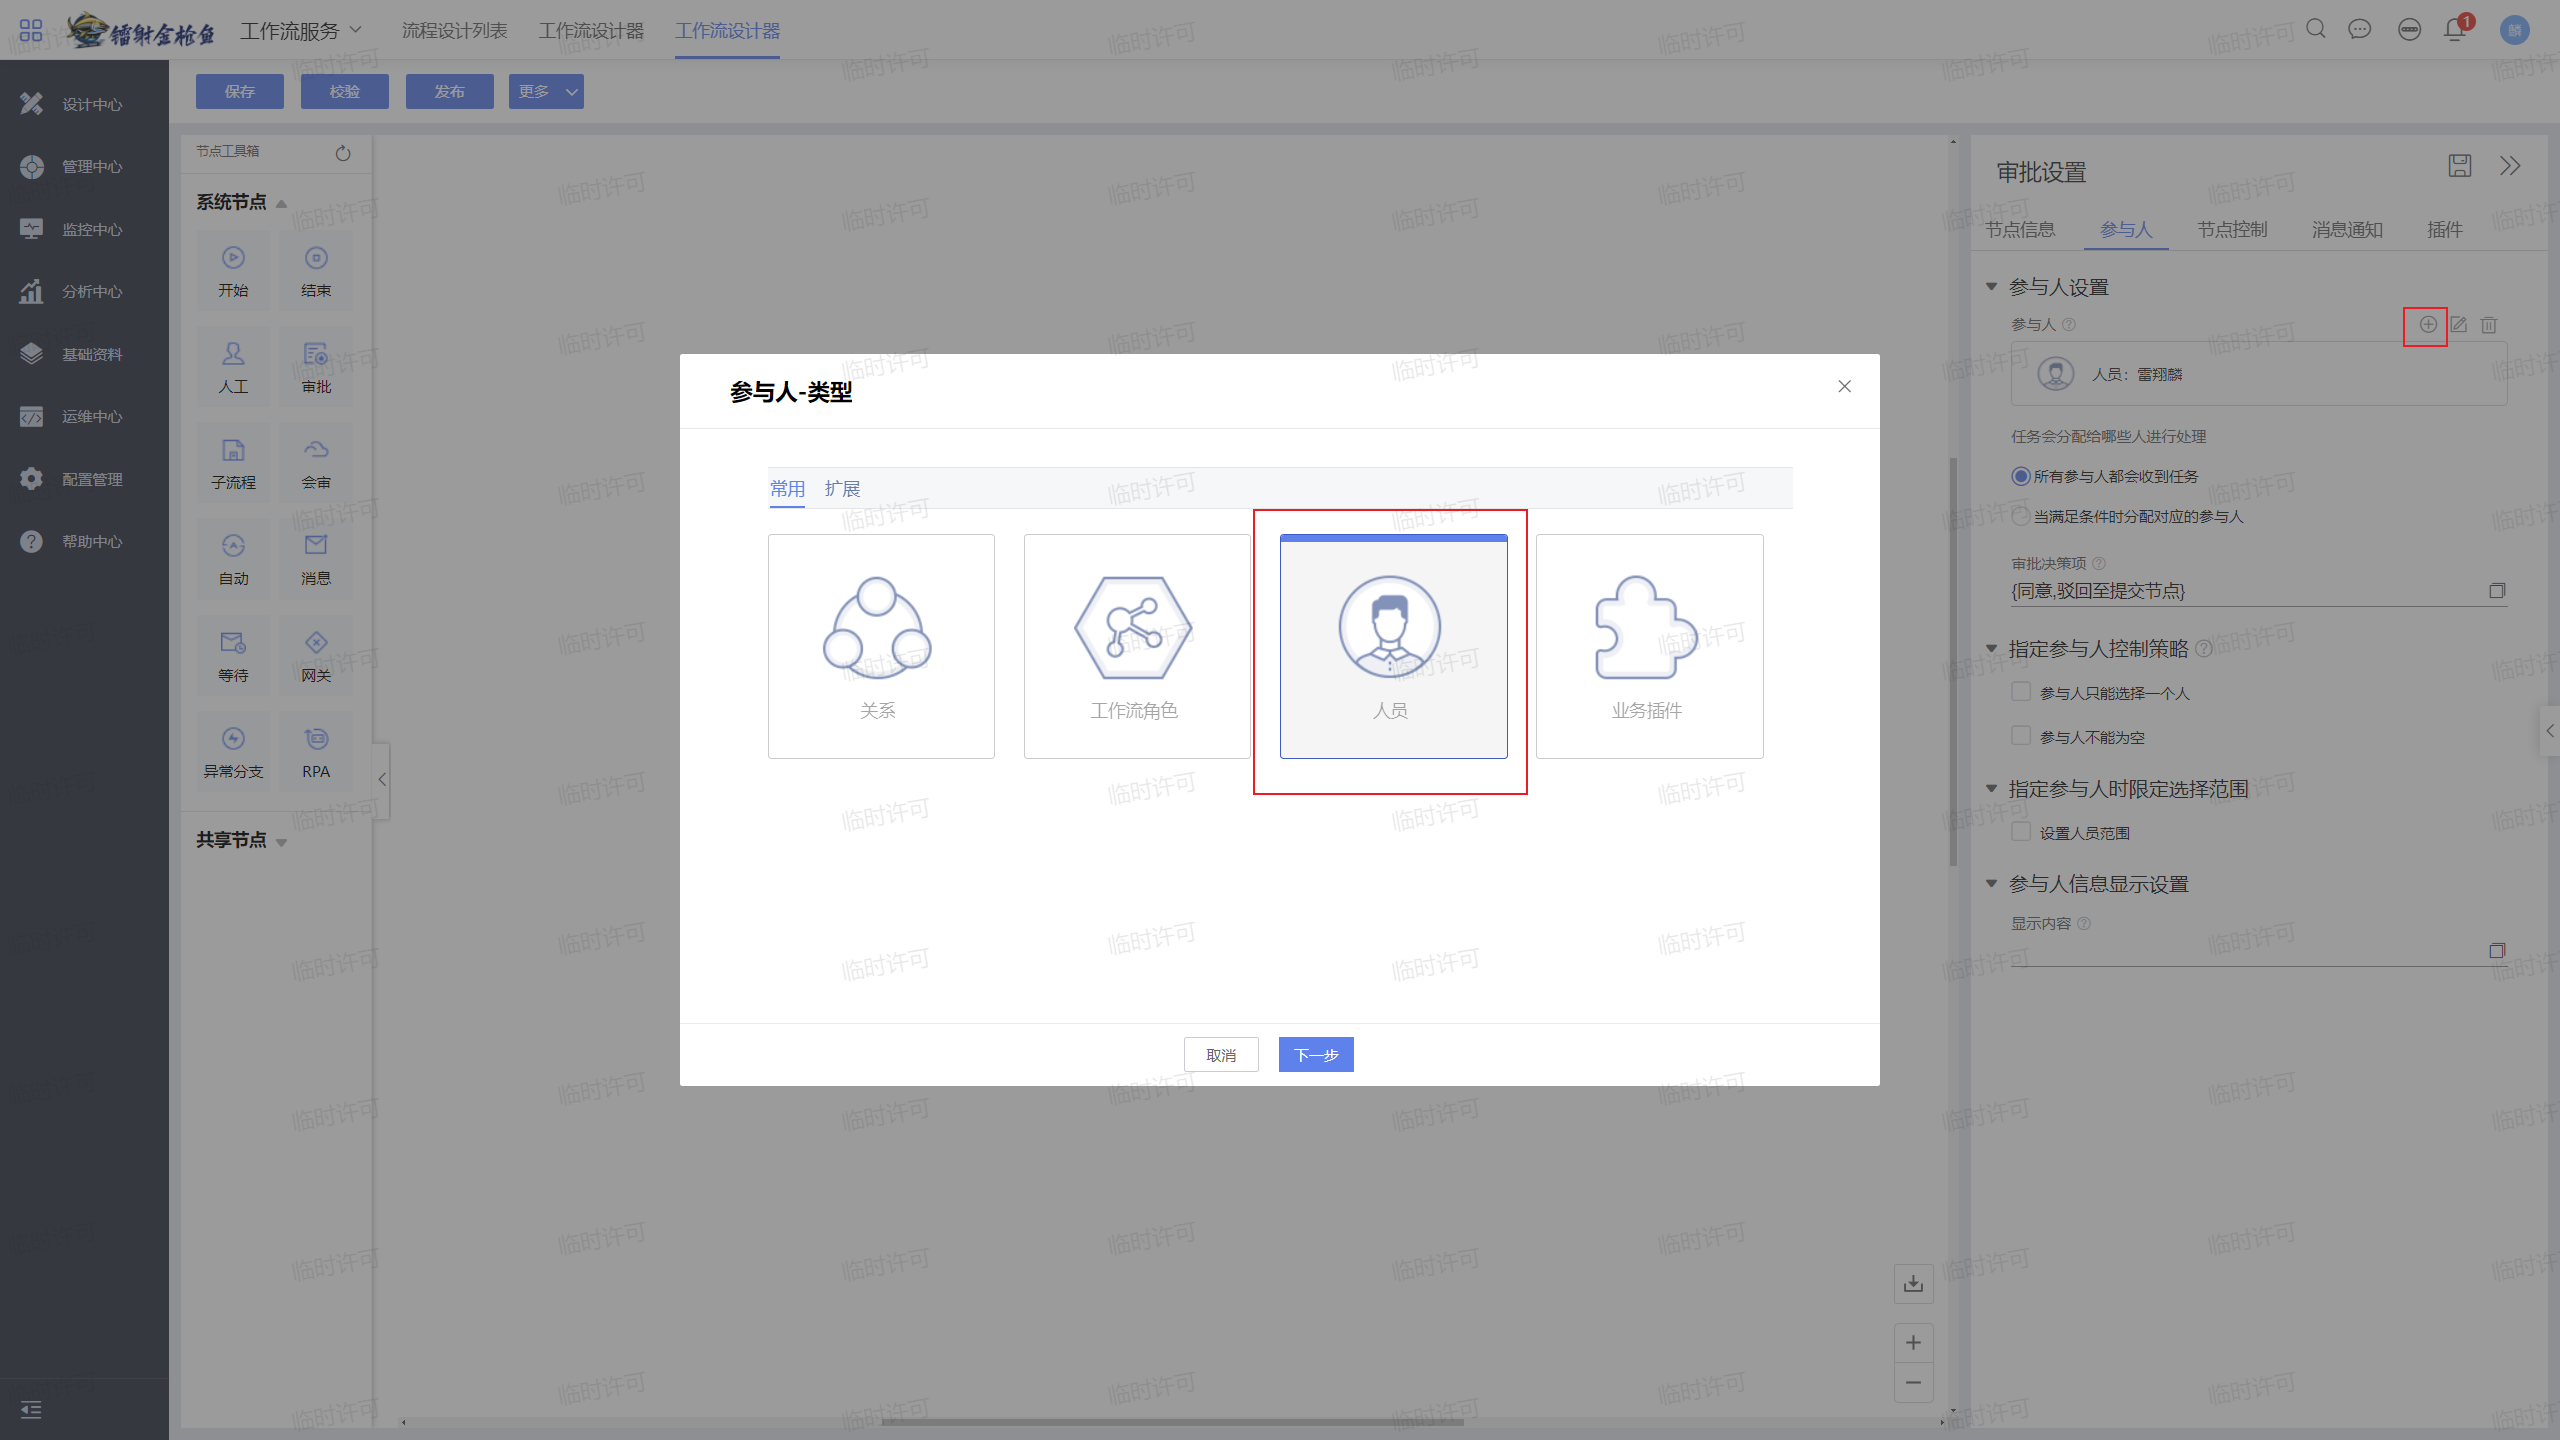 镭射金枪鱼
工作流服务
流程设计列表
工作流设计器
工作流设计器
1
麟
保存
校验
发布
更多
设计中心
管理中心
监控中心
分析中心
基础资料
运维中心
配置管理
帮助中心
节点工具箱
系统节点
开始
结束
人工
审批
子流程
会审
自动
消息
等待
网关
异常分支
RPA
共享节点
参与人-类型
常用
扩展
关系
工作流角色
人员
业务插件
取消
下一步
审批设置
节点信息
参与人
节点控制
消息通知
插件
参与人设置
参与人
人员：雷翔麟
任务会分配给哪些人进行处理
所有参与人都会收到任务
当满足条件时分配对应的参与人
审批决策项
{同意,驳回至提交节点}
指定参与人控制策略
参与人只能选择一个人
参与人不能为空
指定参与人时限定选择范围
设置人员范围
参与人信息显示设置
显示内容
临时许可